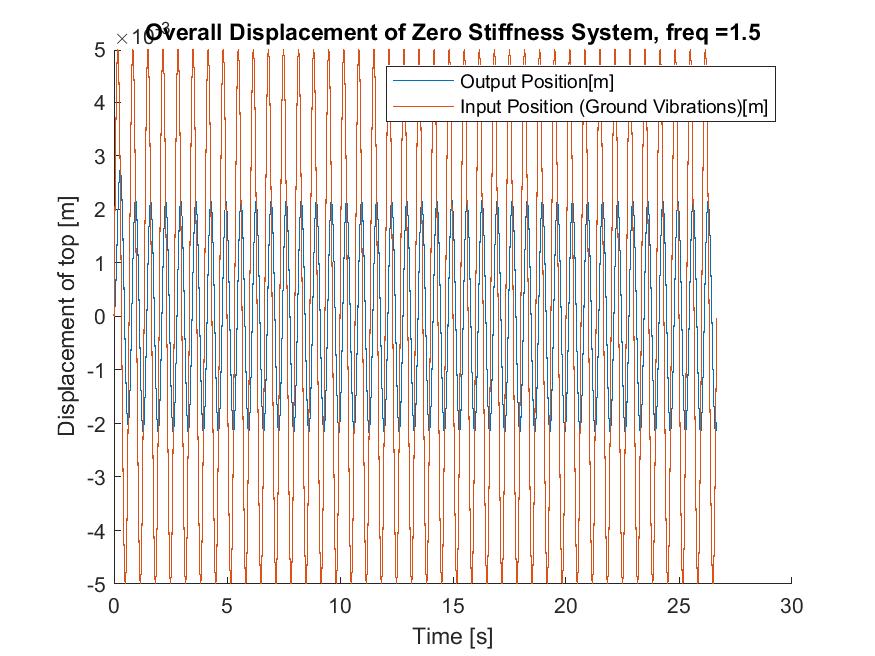 ×10-3
Overall Displacement of Zero Stiffness System, freq =1.5
Output Position[m]
Input Position (Ground Vibrations)[m]
Displacement of top [m]
5
4
3
2
1
0
-1
-2
-3
-4
-5
0 5 10 15 20 25 30
Time [s]